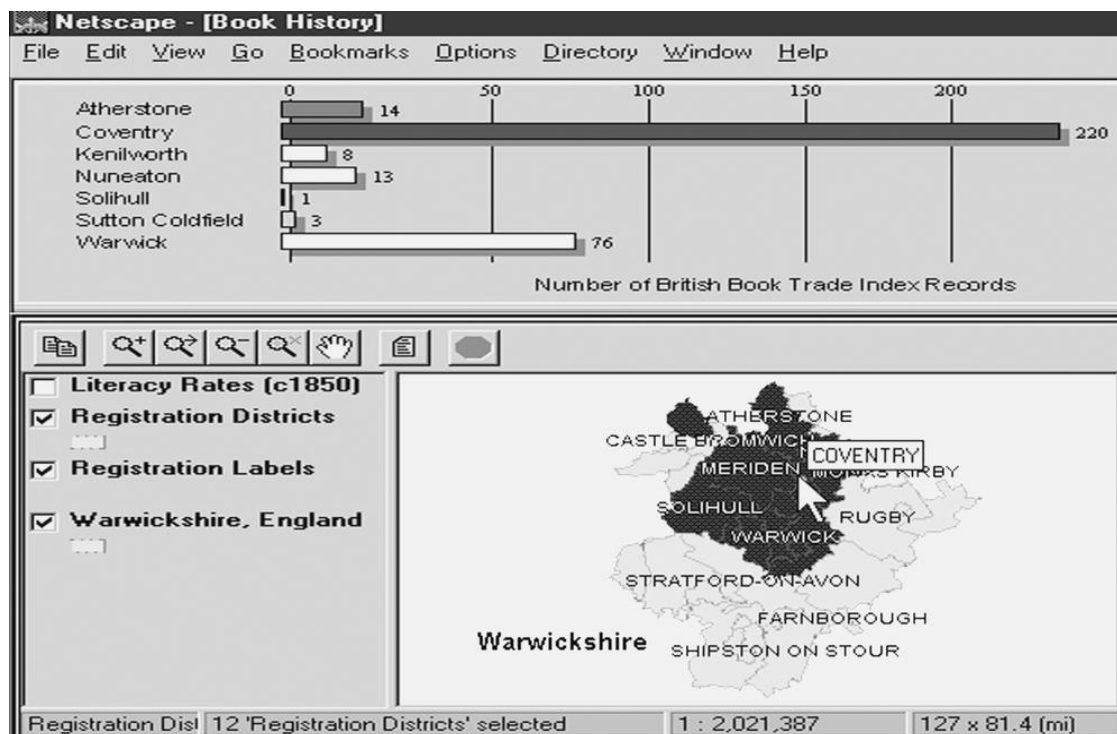 Netscape - [Book History]
File Edit View Go Bookmarks Options Directory Window Help
0 50 100 150 200
Atherstone 14
Coventry 220
Kenilworth 8
Nuneaton 13
Solihull 1
Sutton Coldfield 3
Warwick 76
Number of British Book Trade Index Records
Literacy Rates (c1850)
Registration Districts
Registration Labels
Warwickshire, England
ATHERSTONE
CASTLE BROMWICH
COVENTRY
MERIDEN
MONKS KIRBY
SOLIHULL
RUGBY
WARWICK
STRATFORD-ON-AVON
FARNBOROUGH
Warwickshire
SHIPSTON ON STOUR
Registration Dist 12 'Registration Districts' selected 1 : 2,021,387 127 x 81.4 (mi)